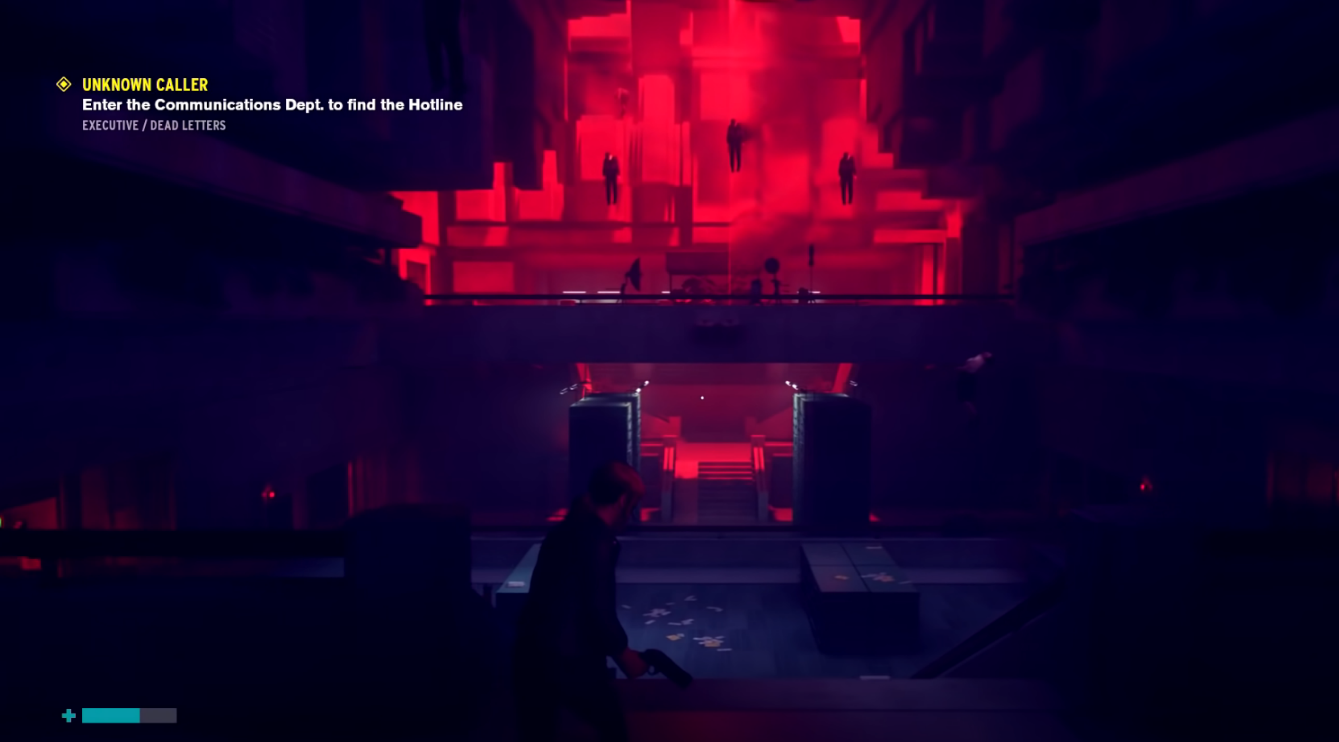 UNKNOWN CALLER
Enter the Communications Dept. to find the Hotline
EXECUTIVE / DEAD LETTERS